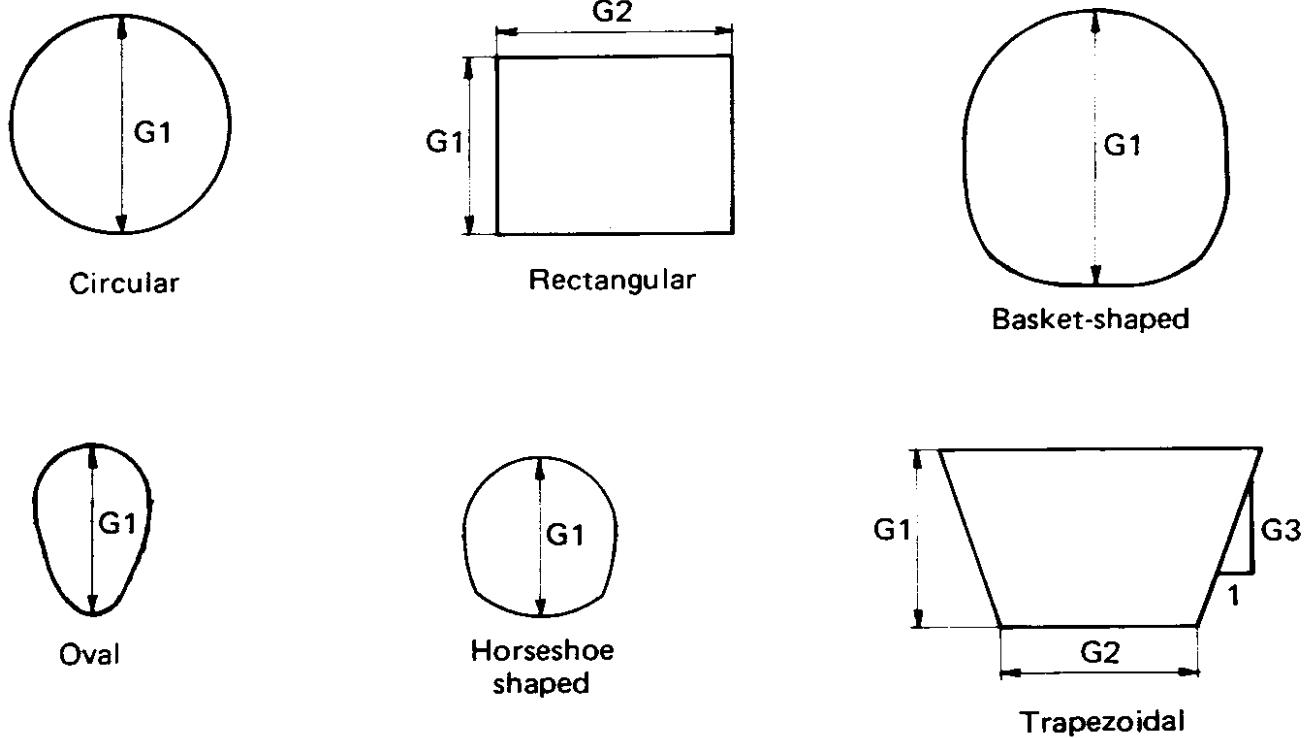 G1
Circular
G2
G1
Rectangular
G1
Basket-shaped
G1
Oval
G1
Horseshoe
shaped
G1
G3
1
G2
Trapezoidal